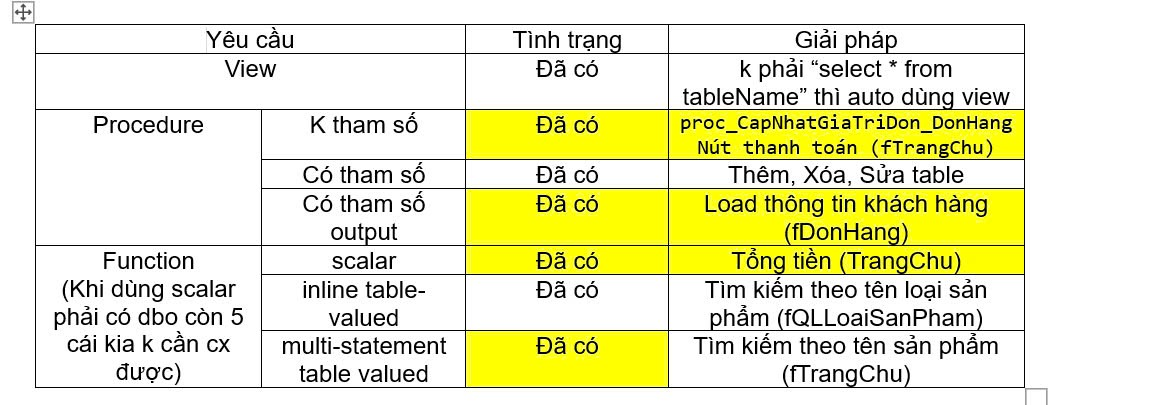 Yêu cầu
Tình trạng
Giải pháp
View
Đã có
k phải “select * from
tableName” thì auto dùng view
Procedure
K tham số
Đã có
proc_CapNhatGiaTriDon_DonHang
Nút thanh toán (fTrangChu)
Có tham số
Đã có
Thêm, Xóa, Sửa table
Có tham số
output
Đã có
Load thông tin khách hàng
(fDonHang)
Function
(Khi dùng scalar
phải có dbo còn 5
cái kia k cần cx
được)
scalar
Đã có
Tổng tiền (TrangChu)
inline table-
valued
Đã có
Tìm kiếm theo tên loại sản
phẩm (fQLLoaiSanPham)
multi-statement
table valued
Đã có
Tìm kiếm theo tên sản phẩm
(fTrangChu)